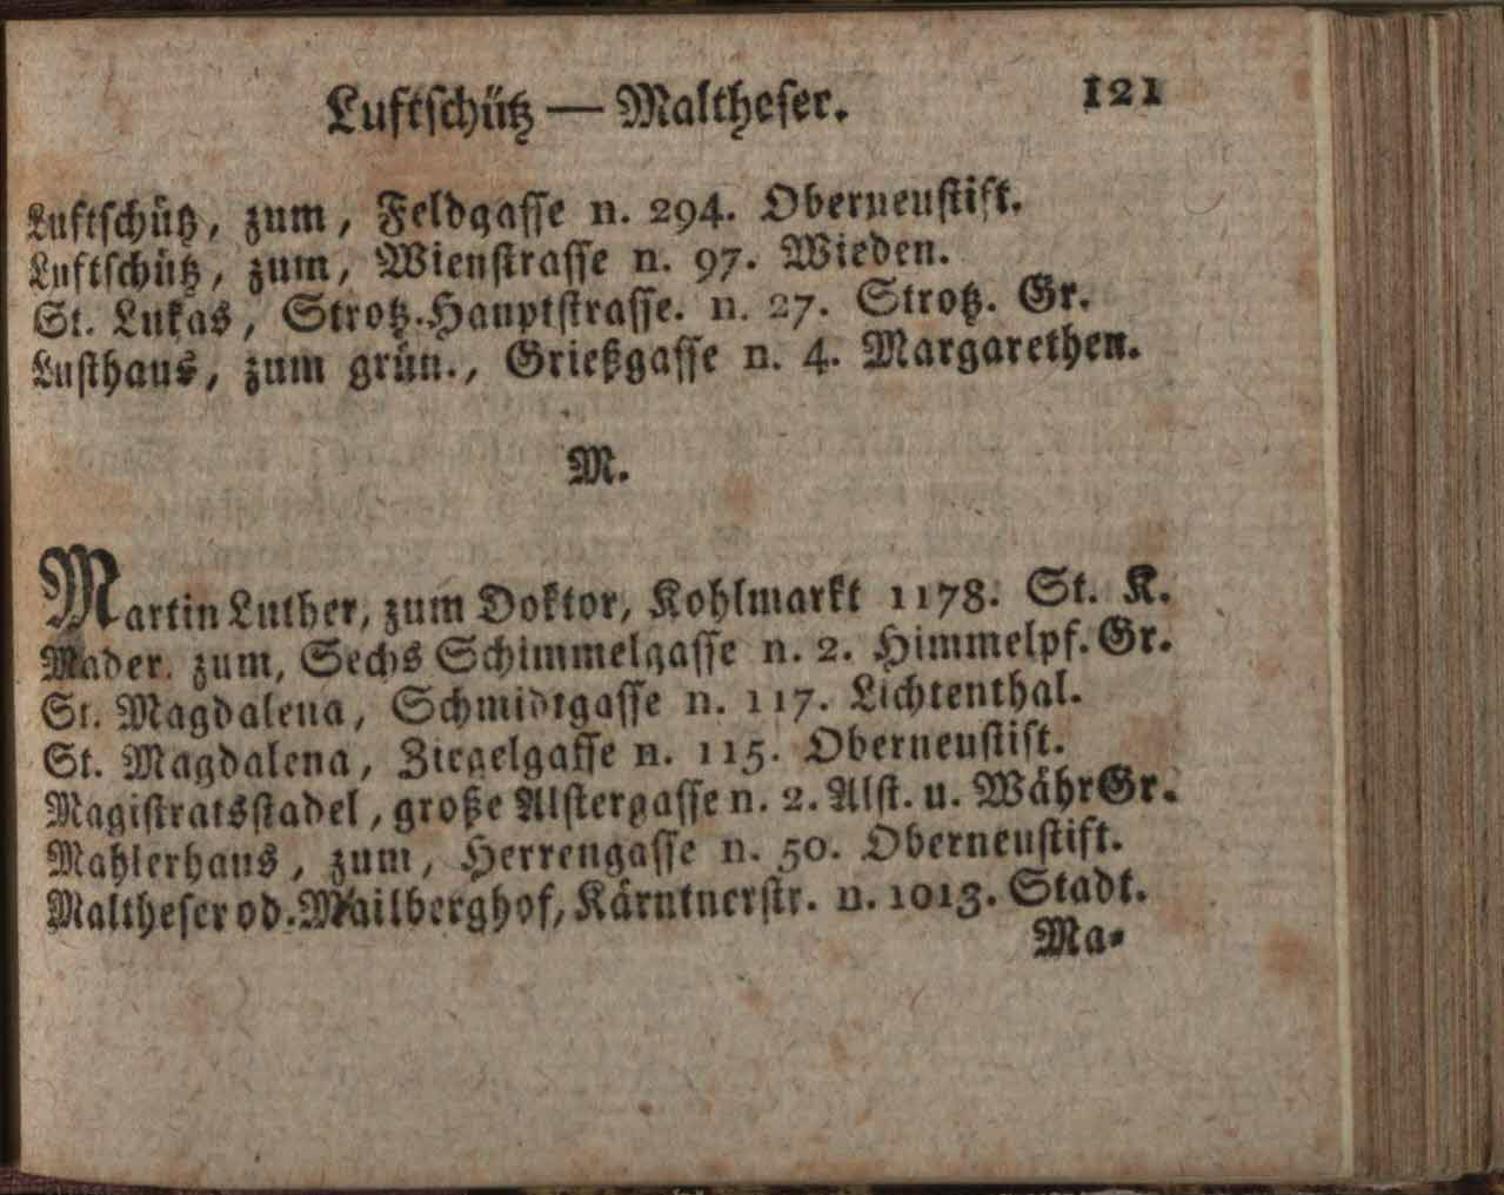 Luftschütz — Maltheser. 121
Luftschütz, zum, Feldgasse n. 294. Oberneustift.
Luftschütz, zum, Wienstrasse n. 97. Wieden.
St. Lukas, Strotz.Hauptstrasse. n. 27. Strotz. Gr.
Lusthaus, zum grün., Grießgasse n. 4. Margarethen.
M.
Martin Luther, zum Doktor, Kohlmarkt 1178. St. K.
Mader. zum, Sechs Schimmelgasse n. 2. Himmelpf. Gr.
St. Magdalena, Schmidtgasse n. 117. Lichtenthal.
St. Magdalena, Ziegelgasse n. 115. Oberneustift.
Magistratsstadel, große Alstergasse n. 2. Alst. u. WährGr.
Mahlerhaus, zum, Herrengasse n. 50. Oberneustift.
Maltheser od. Mailberghof, Kärntnerstr. n. 1013. Stadt.
Ma-